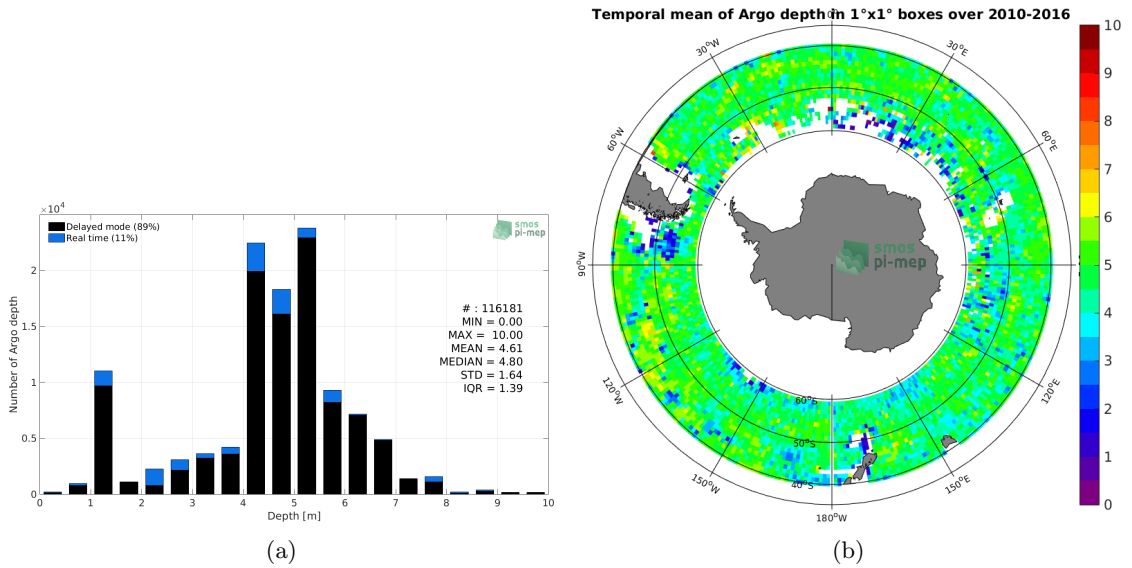 Temporal mean of Argo depth in 1°x1° boxes over 2010-2016
×10⁴
Delayed mode (89%)
Real time (11%)
smos
pi-mep
# : 116181
MIN = 0.00
MAX = 10.00
MEAN = 4.61
MEDIAN = 4.80
STD = 1.64
IQR = 1.39
Number of Argo depth
2
1.5
1
0.5
0
0 1 2 3 4 5 6 7 8 9 10
Depth [m]
(a)
0°
30°E
60°E
120°E
150°E
180°W
150°W
120°W
90°W
60°W
30°W
60°S
50°S
40°S
smos
pi-mep
10
9
8
7
6
5
4
3
2
1
0
(b)